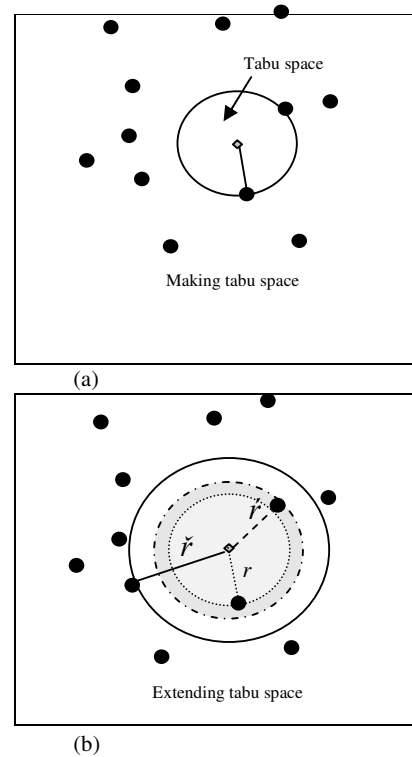 Tabu space
Making tabu space
(a)
ŕ
ř
r
Extending tabu space
(b)